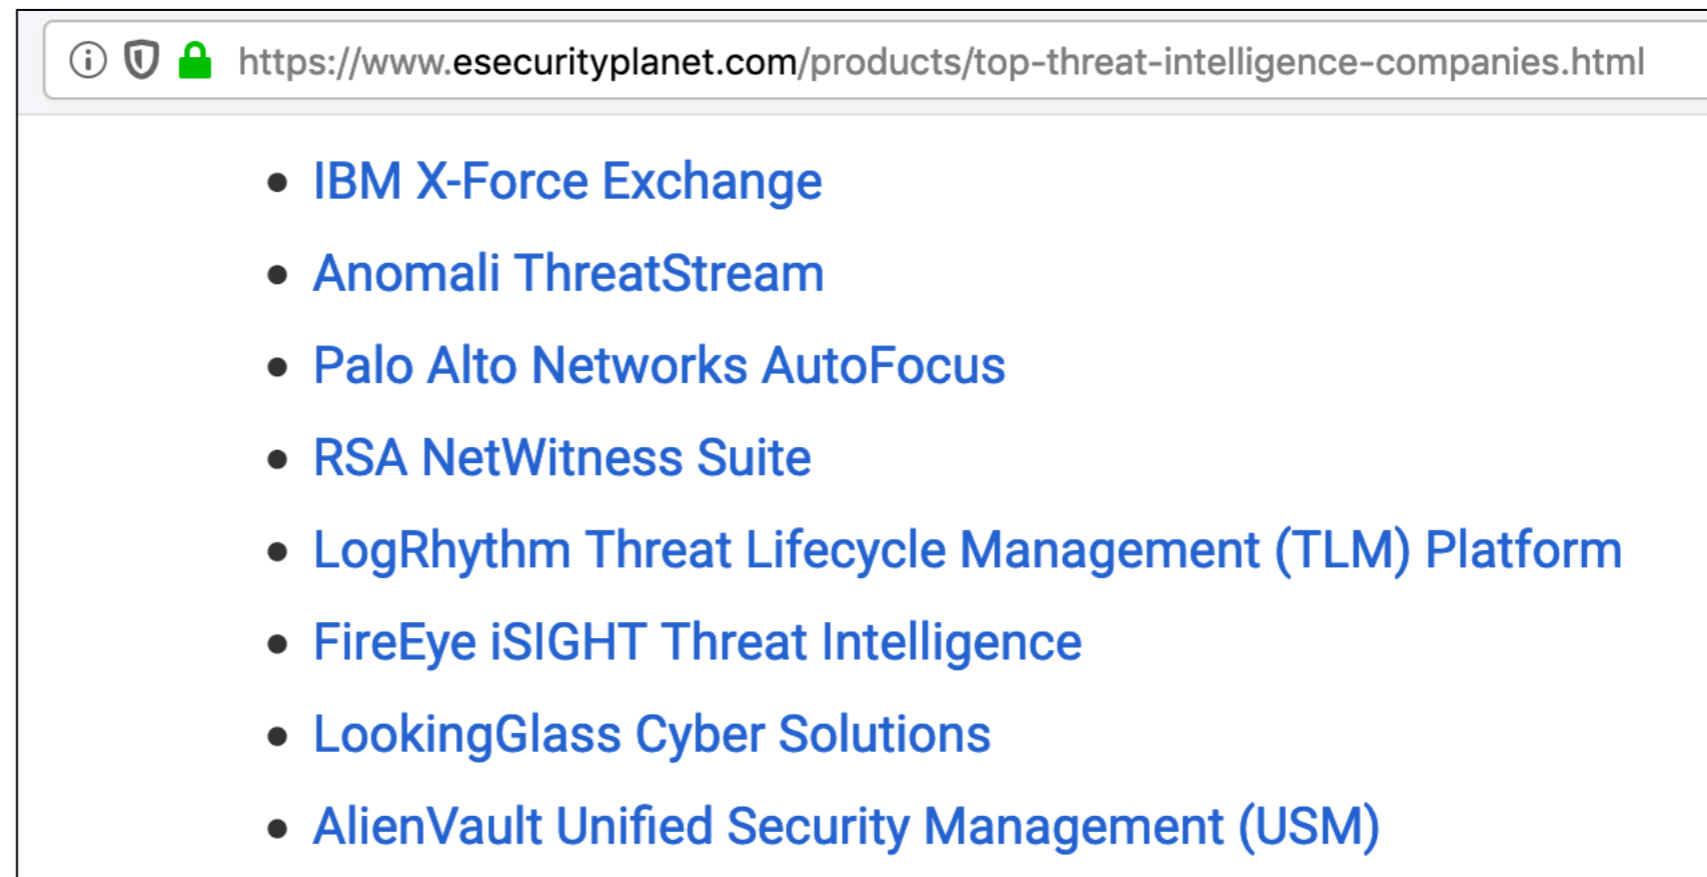 https://www.esecurityplanet.com/products/top-threat-intelligence-companies.html
• IBM X-Force Exchange
• Anomali ThreatStream
• Palo Alto Networks AutoFocus
• RSA NetWitness Suite
• LogRhythm Threat Lifecycle Management (TLM) Platform
• FireEye iSIGHT Threat Intelligence
• LookingGlass Cyber Solutions
• AlienVault Unified Security Management (USM)